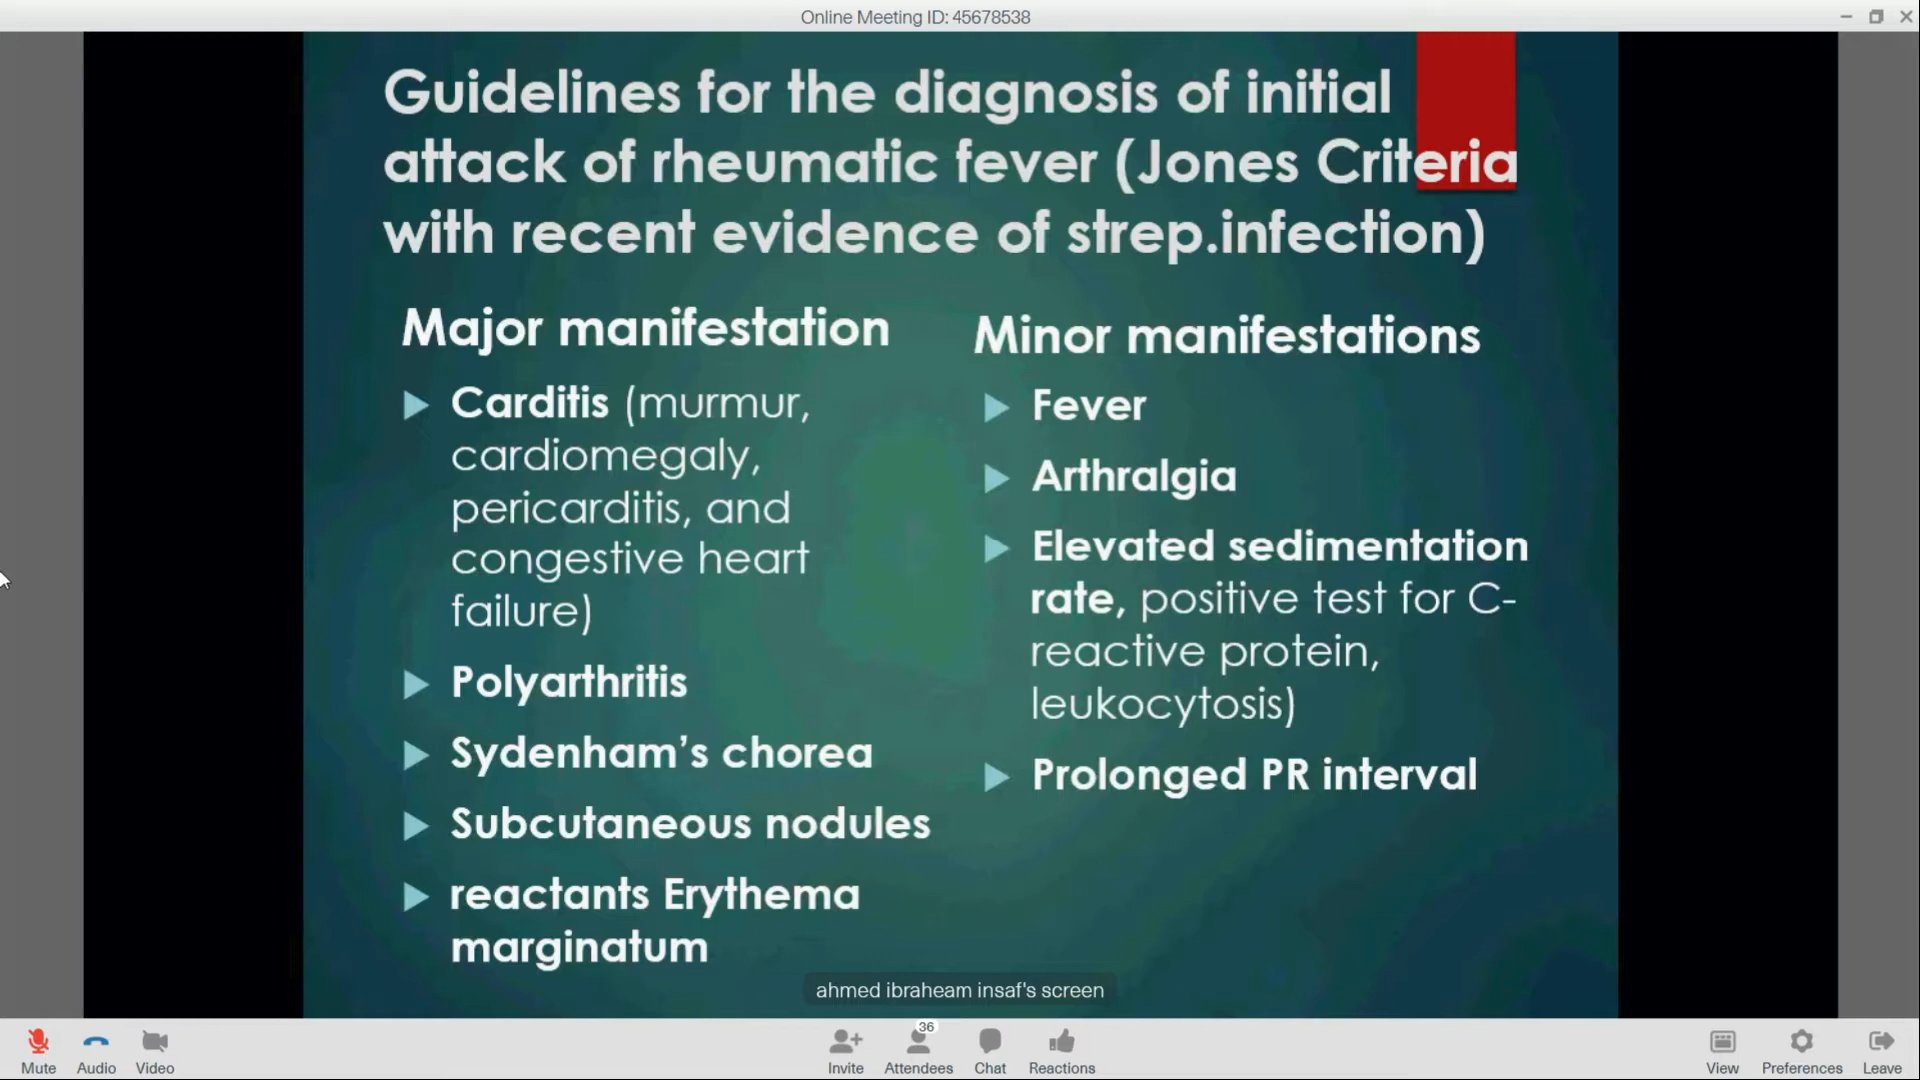 Online Meeting ID: 45678538
Guidelines for the diagnosis of initial
attack of rheumatic fever (Jones Criteria
with recent evidence of strep.infection)
Major manifestation
Carditis (murmur,
cardiomegaly,
pericarditis, and
congestive heart
failure)
Polyarthritis
Sydenham’s chorea
Subcutaneous nodules
reactants Erythema
marginatum
Minor manifestations
Fever
Arthralgia
Elevated sedimentation
rate, positive test for C-
reactive protein,
leukocytosis)
Prolonged PR interval
ahmed ibraheam insaf's screen
Mute
Audio
Video
Invite
36
Attendees
Chat
Reactions
View
Preferences
Leave